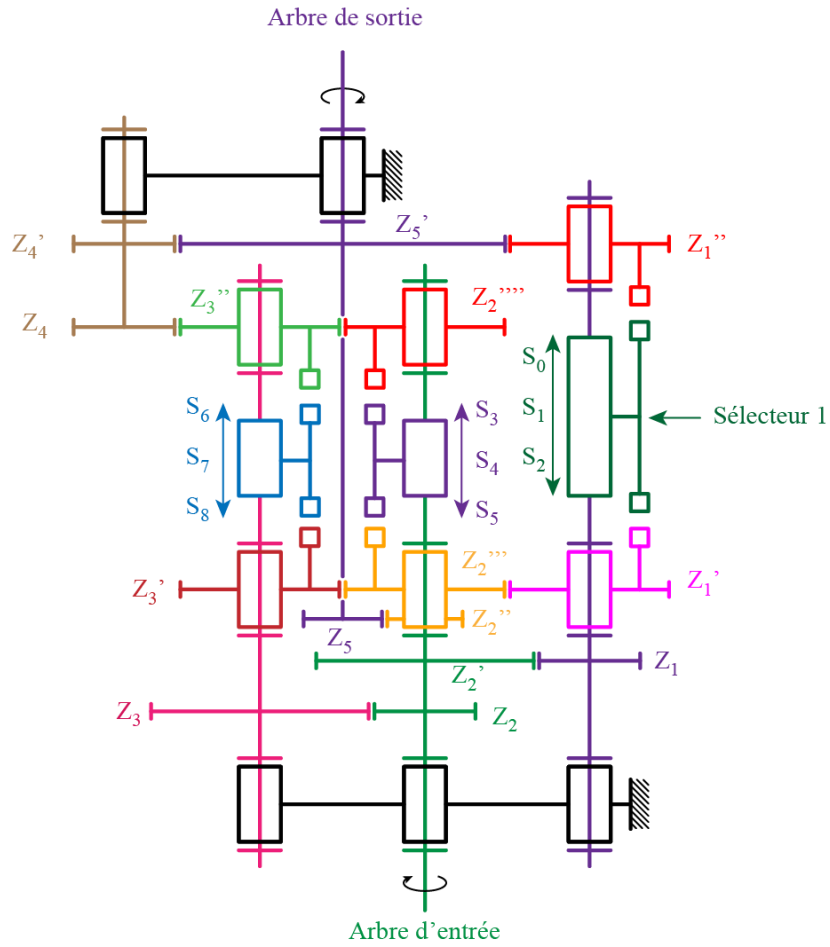 Arbre de sortie
Z5'
Z4'
Z1''
Z3''
Z2''''
Z4
S6
S7
S8
S3
S4
S5
S0
S1
S2
Sélecteur 1
Z3'
Z2'''
Z1'
Z2''
Z5
Z2'
Z1
Z3
Z2
Arbre d'entrée